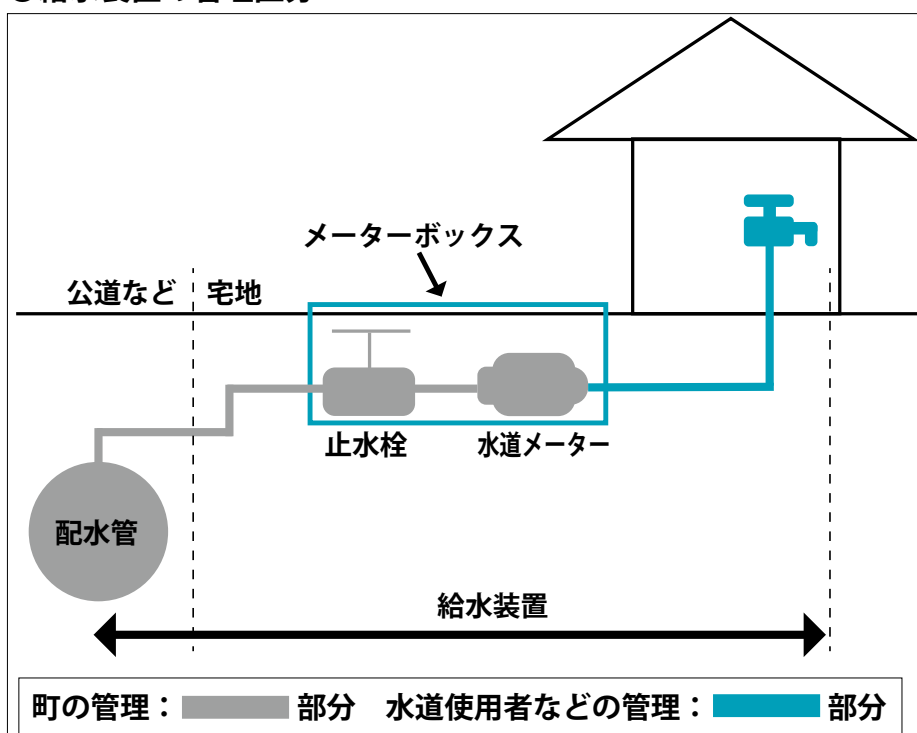 メーターボックス
公道など 宅地
止水栓 水道メーター
配水管
給水装置
町の管理： 部分 水道使用者などの管理： 部分